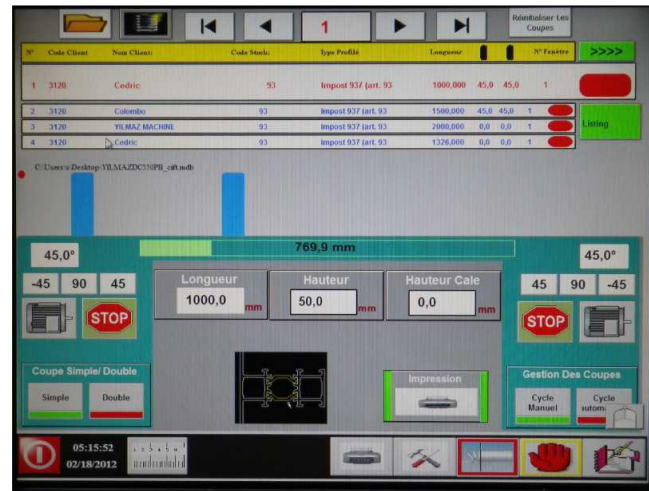 1
Réinitialiser Les
Coupes
N° Code Client Nom Client: Code Stock: Type Profilé Longueur N° Fenêtre >>>>
1 3120 Cedric 93 Impost 937 (art. 93 1000,000 45,0 45,0 1
2 3120 Colombo 93 Impost 937 (art. 93 1500,000 45,0 45,0 1
3 3120 YILMAZ MACHINE 93 Impost 937 (art. 93 2000,000 0,0 0,0 1
4 3120 Cedric 93 Impost 937 (art. 93 1326,000 0,0 0,0 1
Listing
C:\Users\s\Desktop\YILMAZDC550PB_cift.mdb
769,9 mm
45,0° 45,0°
-45 90 45 45 90 -45
Longueur Hauteur Hauteur Cale
1000,0 mm 50,0 mm 0,0 mm
STOP STOP
Coupe Simple/ Double Impression Gestion Des Coupes
Simple Double Cycle
Manuel Cycle
05:15:52
02/18/2012